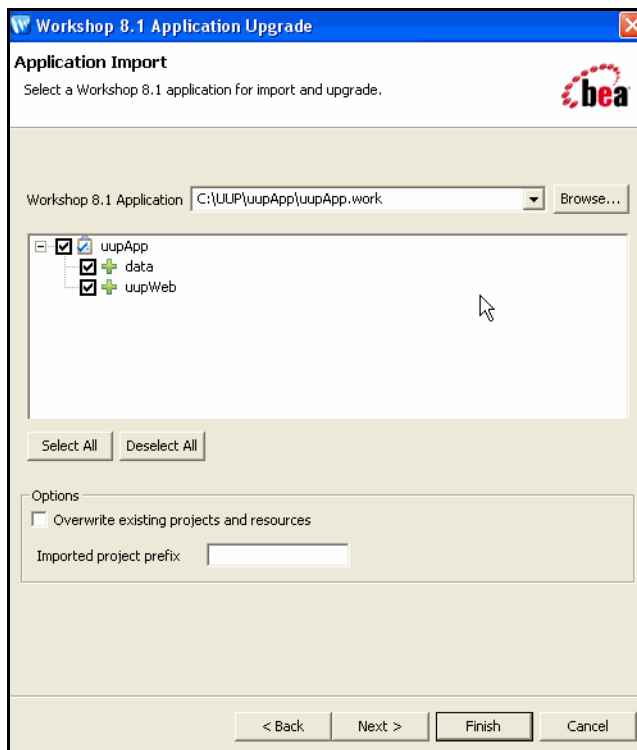 Workshop 8.1 Application Upgrade
Application Import
Select a Workshop 8.1 application for import and upgrade.
bea
Workshop 8.1 Application C:\UUP\uupApp\uupApp.work Browse...
uupApp
data
uupWeb
Select All Deselect All
Options
Overwrite existing projects and resources
Imported project prefix
< Back Next > Finish Cancel